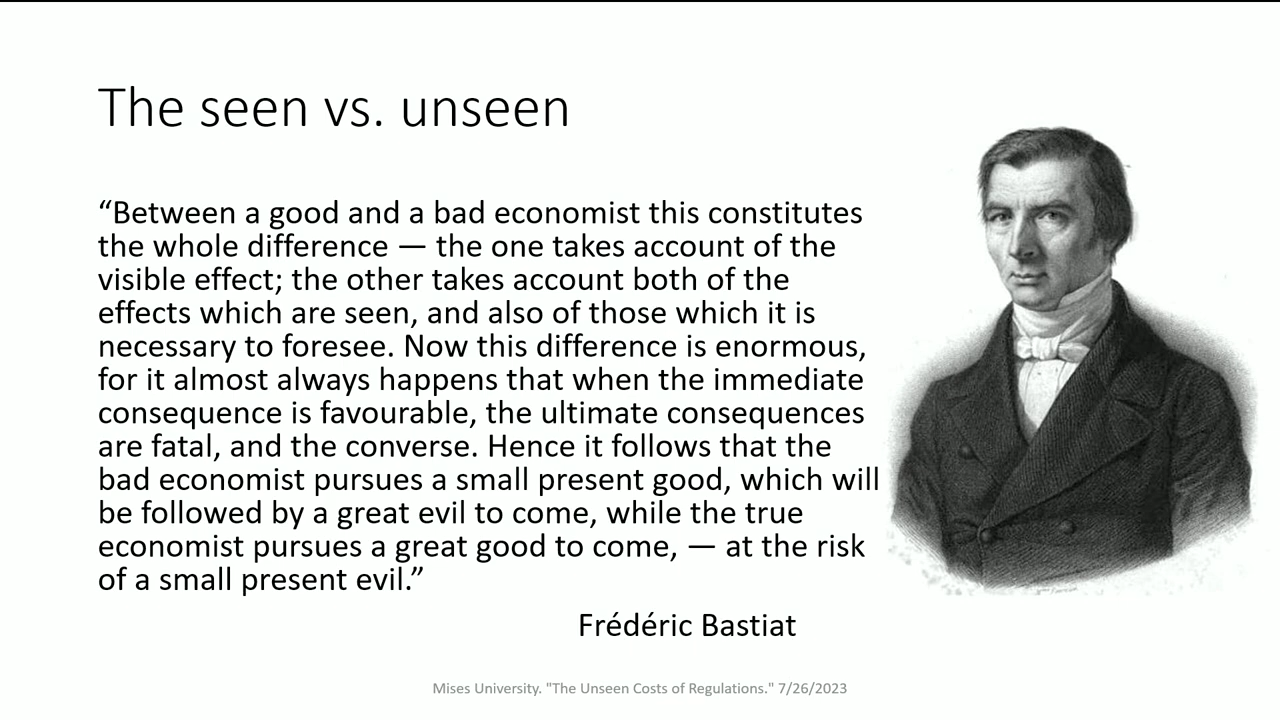 The seen vs. unseen
“Between a good and a bad economist this constitutes
the whole difference — the one takes account of the
visible effect; the other takes account both of the
effects which are seen, and also of those which it is
necessary to foresee. Now this difference is enormous,
for it almost always happens that when the immediate
consequence is favourable, the ultimate consequences
are fatal, and the converse. Hence it follows that the
bad economist pursues a small present good, which will
be followed by a great evil to come, while the true
economist pursues a great good to come, — at the risk
of a small present evil.”
Frédéric Bastiat
Mises University. "The Unseen Costs of Regulations." 7/26/2023